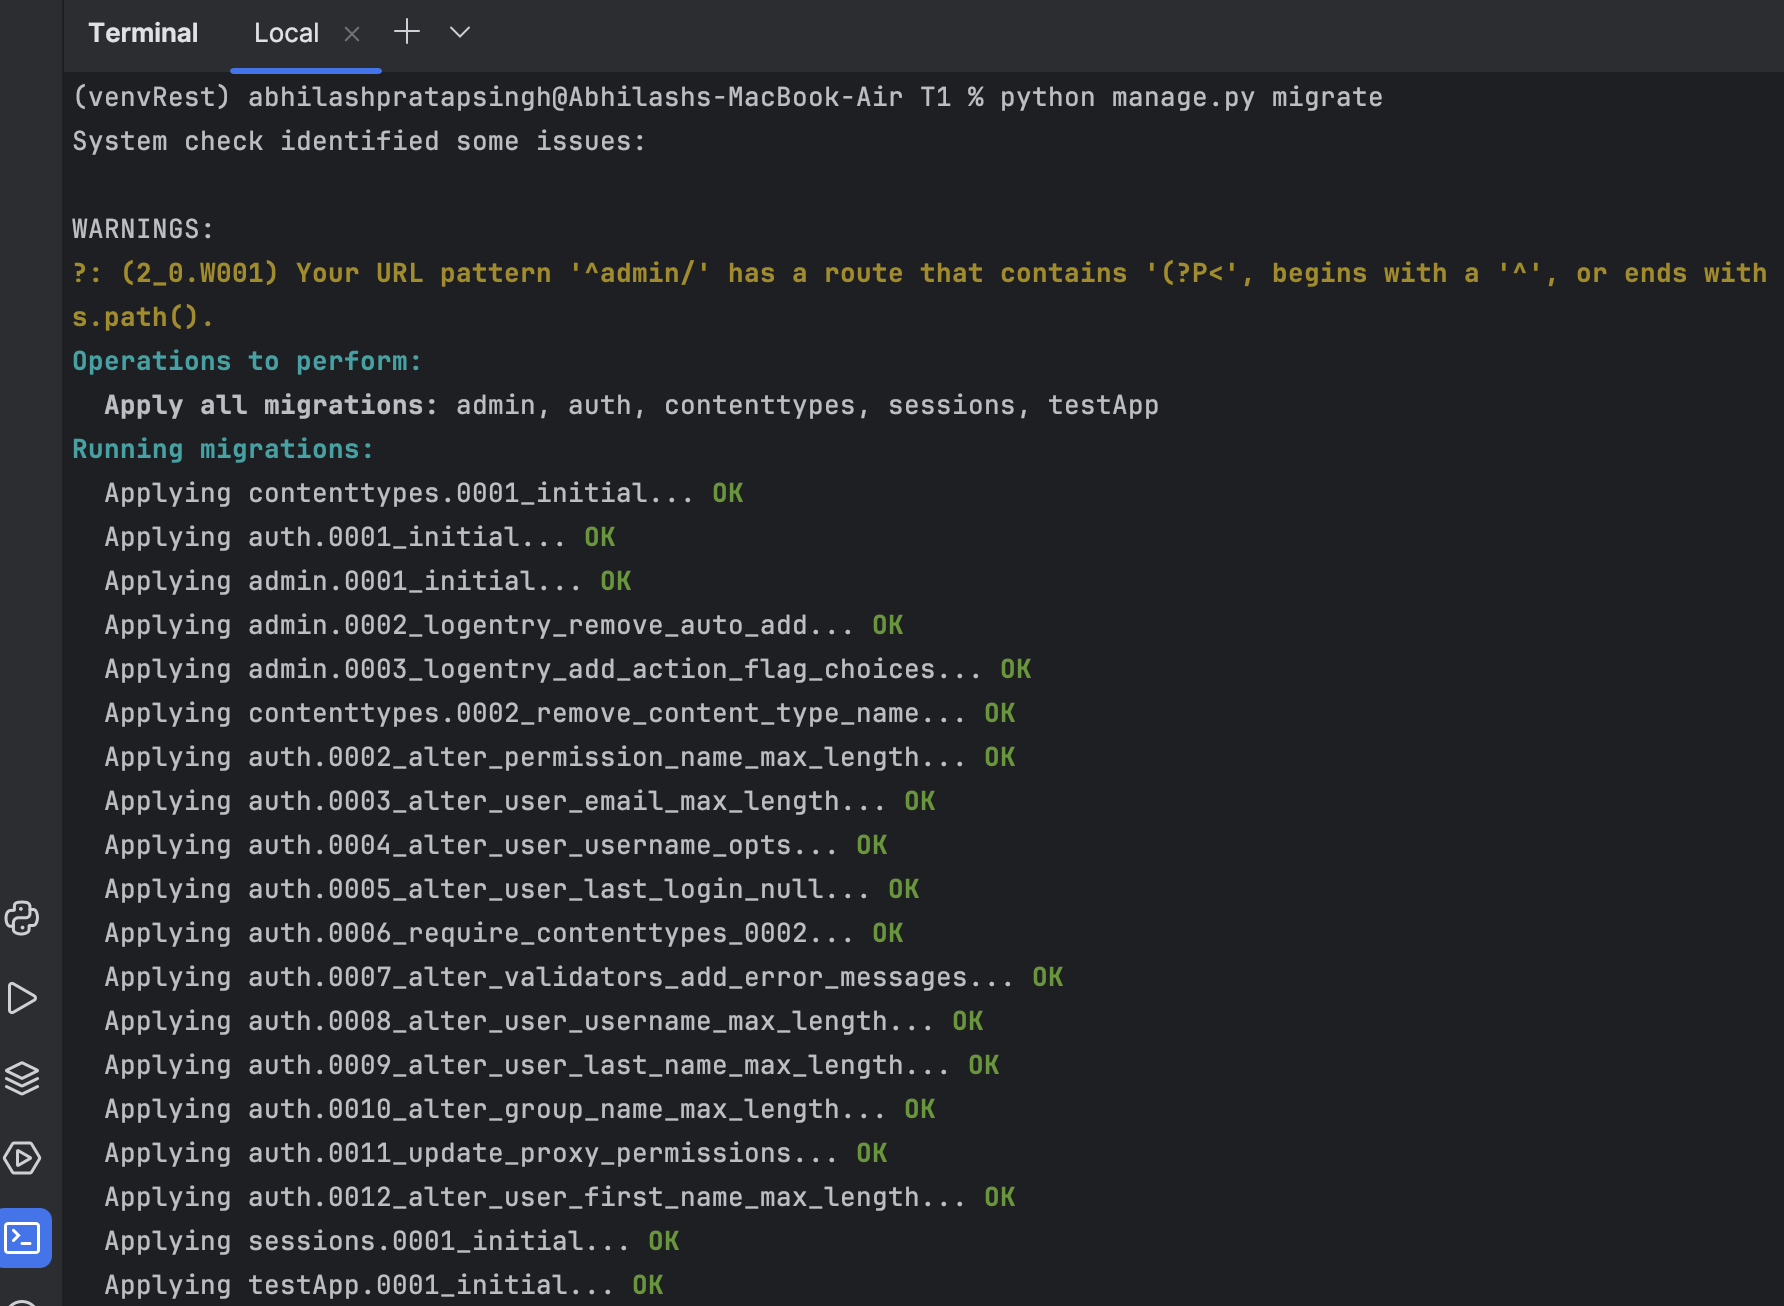 Terminal Local
(venvRest) abhilashpratapsingh@Abhilashs-MacBook-Air T1 % python manage.py migrate
System check identified some issues:
WARNINGS:
?: (2_0.W001) Your URL pattern '^admin/' has a route that contains '(?P<', begins with a '^', or ends with
s.path().
Operations to perform:
Apply all migrations: admin, auth, contenttypes, sessions, testApp
Running migrations:
Applying contenttypes.0001_initial... OK
Applying auth.0001_initial... OK
Applying admin.0001_initial... OK
Applying admin.0002_logentry_remove_auto_add... OK
Applying admin.0003_logentry_add_action_flag_choices... OK
Applying contenttypes.0002_remove_content_type_name... OK
Applying auth.0002_alter_permission_name_max_length... OK
Applying auth.0003_alter_user_email_max_length... OK
Applying auth.0004_alter_user_username_opts... OK
Applying auth.0005_alter_user_last_login_null... OK
Applying auth.0006_require_contenttypes_0002... OK
Applying auth.0007_alter_validators_add_error_messages... OK
Applying auth.0008_alter_user_username_max_length... OK
Applying auth.0009_alter_user_last_name_max_length... OK
Applying auth.0010_alter_group_name_max_length... OK
Applying auth.0011_update_proxy_permissions... OK
Applying auth.0012_alter_user_first_name_max_length... OK
Applying sessions.0001_initial... OK
Applying testApp.0001_initial... OK